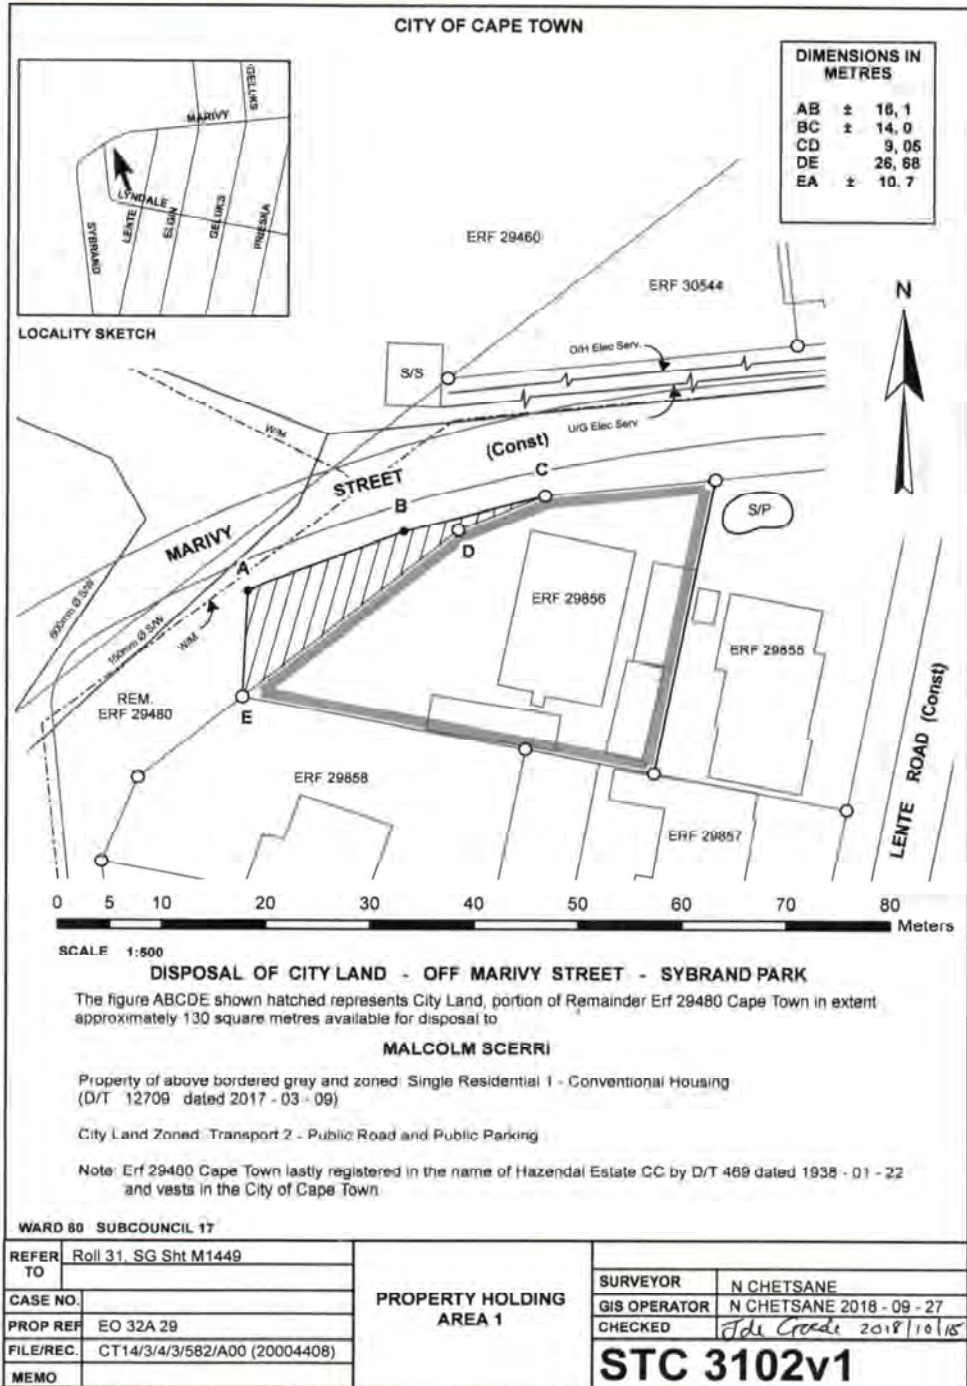 CITY OF CAPE TOWN
DIMENSIONS IN
METRES
AB ± 16, 1
BC ± 14, 0
CD 9, 05
DE 26, 68
EA ± 10. 7
GELUKS
MARIVY
LYNDALE
SYBRAND
LENTE
ELGIN
GELUKS
PRIESKA
LOCALITY SKETCH
ERF 29460
ERF 30544
N
S/S
O/H Elec Serv.
U/G Elec Serv
W/M
MARIVY STREET (Const)
A
B
C
D
E
S/P
ERF 29856
ERF 29855
600mm Ø S/W
150mm Ø S/W
W/M
REM.
ERF 29480
ERF 29858
ERF 29857
LENTE ROAD (Const)
0 5 10 20 30 40 50 60 70 80
Meters
SCALE 1:500
DISPOSAL OF CITY LAND - OFF MARIVY STREET - SYBRAND PARK
The figure ABCDE shown hatched represents City Land, portion of Remainder Erf 29480 Cape Town in extent
approximately 130 square metres available for disposal to
MALCOLM SCERRI
Property of above bordered grey and zoned: Single Residential 1 - Conventional Housing
(D/T 12709 dated 2017 - 03 - 09)
City Land Zoned: Transport 2 - Public Road and Public Parking
Note: Erf 29480 Cape Town lastly registered in the name of Hazendal Estate CC by D/T 469 dated 1938 - 01 - 22
and vests in the City of Cape Town
WARD 60 SUBCOUNCIL 17
REFER TO Roll 31, SG Sht M1449
CASE NO.
PROP REF EO 32A 29
FILE/REC. CT14/3/4/3/582/A00 (20004408)
MEMO
PROPERTY HOLDING
AREA 1
SURVEYOR N CHETSANE
GIS OPERATOR N CHETSANE 2018 - 09 - 27
CHECKED 2018/10/15
STC 3102v1